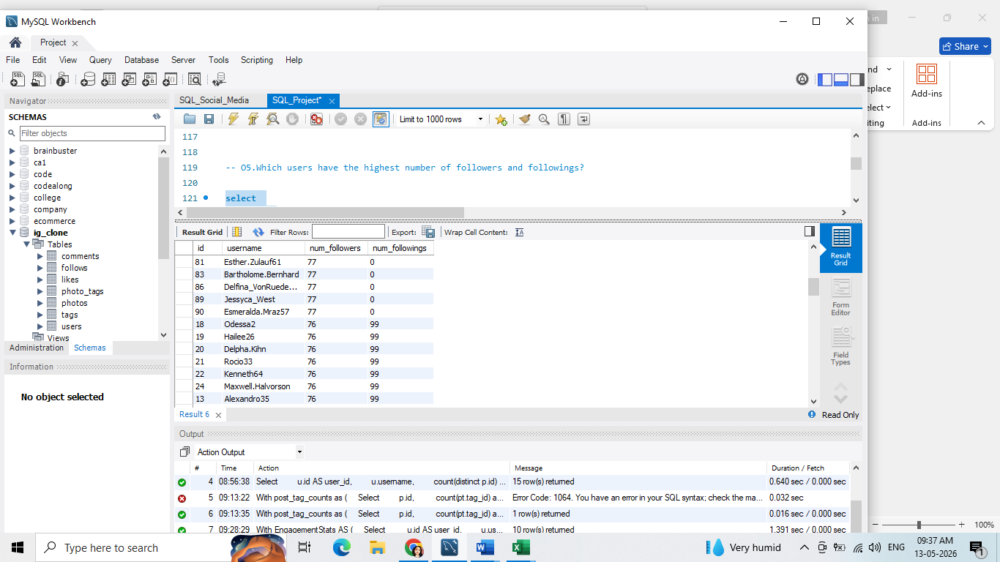 MySQL Workbench
in
Project
Share
File Edit View Query Database Server Tools Scripting Help
nd
eplace
elect
iting
Add-ins
Add-ins
Navigator
SCHEMAS
Filter objects
brainbuster
ca1
code
codealong
college
company
ecommerce
ig_clone
Tables
comments
follows
likes
photo_tags
photos
tags
users
Views
Administration Schemas
Information
No object selected
SQL_Social_Media SQL_Project*
Limit to 1000 rows
117
118
119 -- O5.Which users have the highest number of followers and followings?
120
121 select
Result Grid Filter Rows: Export: Wrap Cell Content:
id username num_followers num_followings
81 Esther.Zulauf61 77 0
83 Bartholome.Bernhard 77 0
86 Delfina_VonRuede... 77 0
89 Jessyca_West 77 0
90 Esmeralda.Mraz57 77 0
18 Odessa2 76 99
19 Hailee26 76 99
20 Delpha.Kihn 76 99
21 Rocio33 76 99
22 Kenneth64 76 99
24 Maxwell.Halvorson 76 99
13 Alexandro35 76 99
Result Grid
Form Editor
Field Types
Result 6
Read Only
Output
Action Output
# Time Action Message Duration / Fetch
4 08:56:38 Select u.id AS user_id, u.username, count(distinct p.id) ... 15 row(s) returned 0.640 sec / 0.000 sec
5 09:13:22 With post_tag_counts as ( Select p.id, count(pt.tag_id) a... Error Code: 1064. You have an error in your SQL syntax; check the ma... 0.032 sec
6 09:13:35 With post_tag_counts as ( Select p.id, count(pt.tag_id) a... 1 row(s) returned 0.016 sec / 0.000 sec
7 09:28:29 With EngagementStats AS ( Select u.id AS user_id, u.us... 10 row(s) returned 1.391 sec / 0.000 sec
100%
Type here to search
Very humid
ENG
09:37 AM
13-05-2026
1